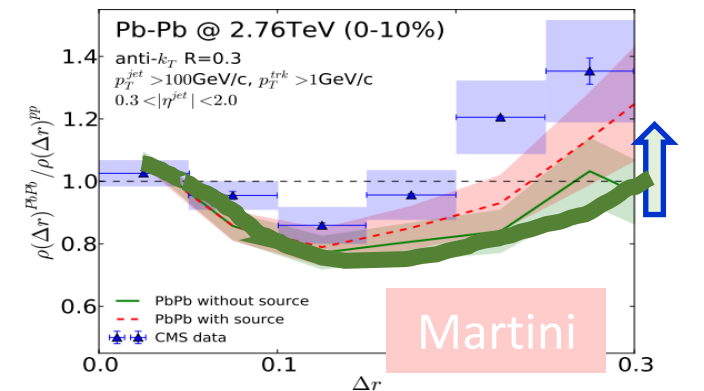 Pb-Pb @ 2.76TeV (0-10%)
anti-k_T R=0.3
p_T^{jet} >100GeV/c, p_T^{trk} >1GeV/c
0.3<|η^{jet}|<2.0
ρ(Δr)^{PbPb}/ρ(Δr)^{pp}
1.4
1.2
1.0
0.8
0.6
PbPb without source
PbPb with source
CMS data
Martini
0.0 0.1 0.3
Δr